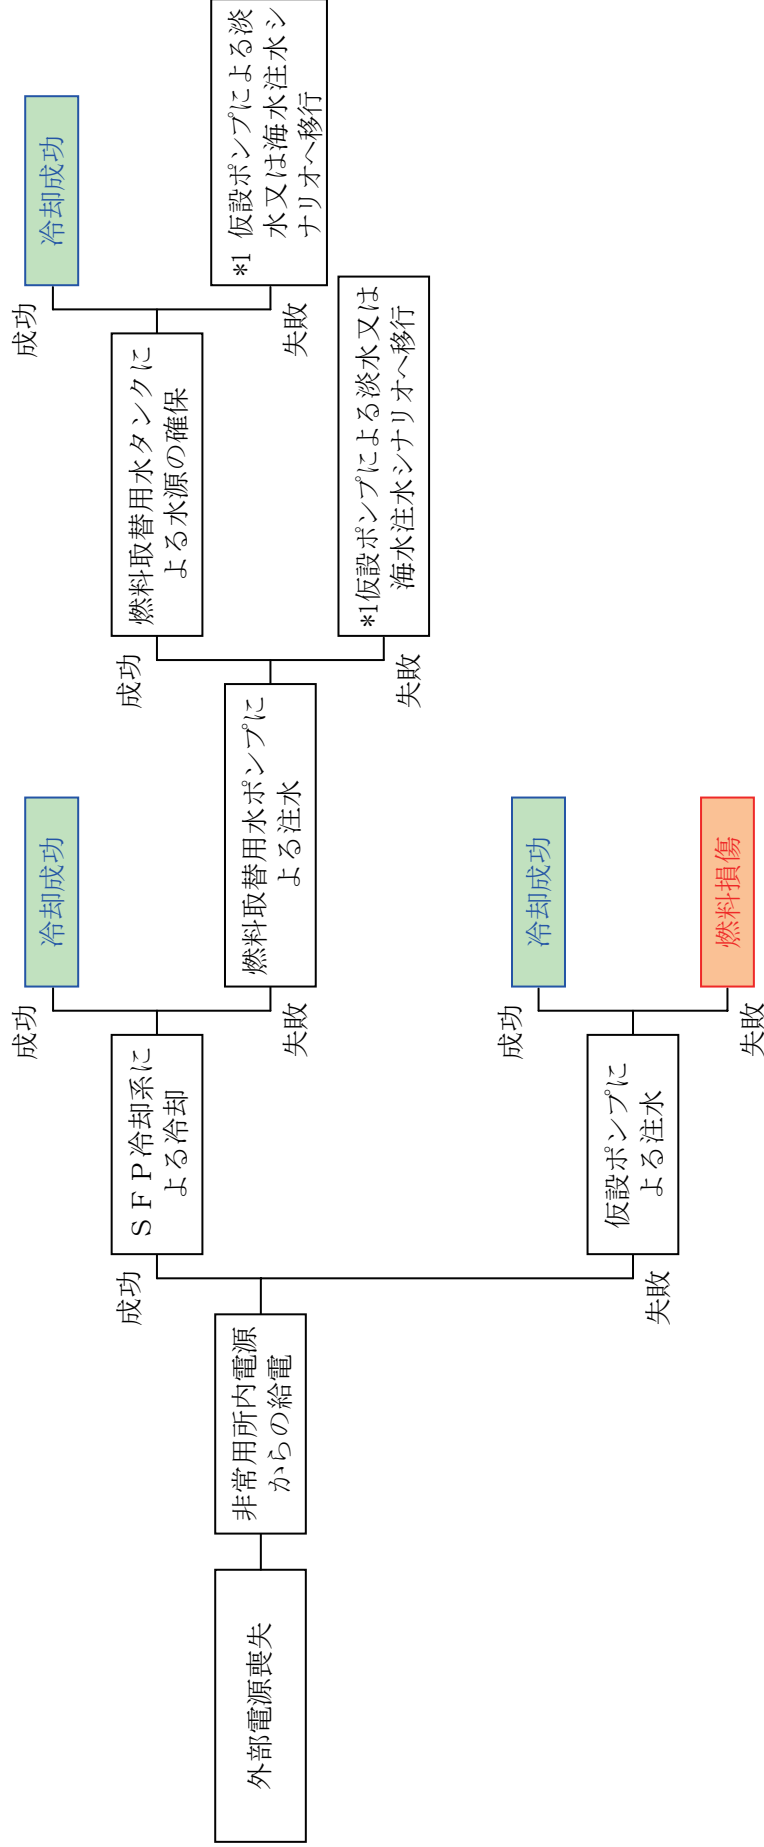 外部電源喪失
非常用所内電源
からの給電
成功
失敗
ＳＦＰ冷却系に
よる冷却
成功
冷却成功
失敗
燃料取替用水ポンプに
よる注水
成功
燃料取替用水タンクに
よる水源の確保
成功
冷却成功
失敗
*1 仮設ポンプによる淡
水又は海水注水シ
ナリオへ移行
失敗
*1仮設ポンプによる淡水又は
海水注水シナリオへ移行
仮設ポンプに
よる注水
成功
冷却成功
失敗
燃料損傷